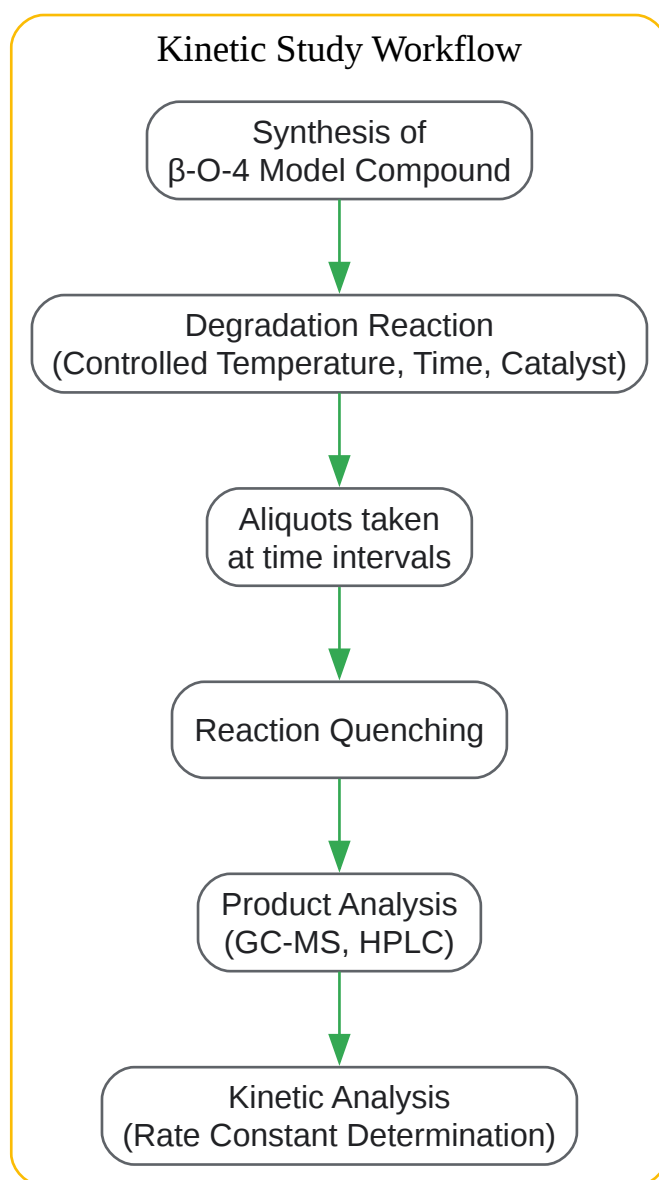 Kinetic Study Workflow
Synthesis of
β-O-4 Model Compound
Degradation Reaction
(Controlled Temperature, Time, Catalyst)
Aliquots taken
at time intervals
Reaction Quenching
Product Analysis
(GC-MS, HPLC)
Kinetic Analysis
(Rate Constant Determination)